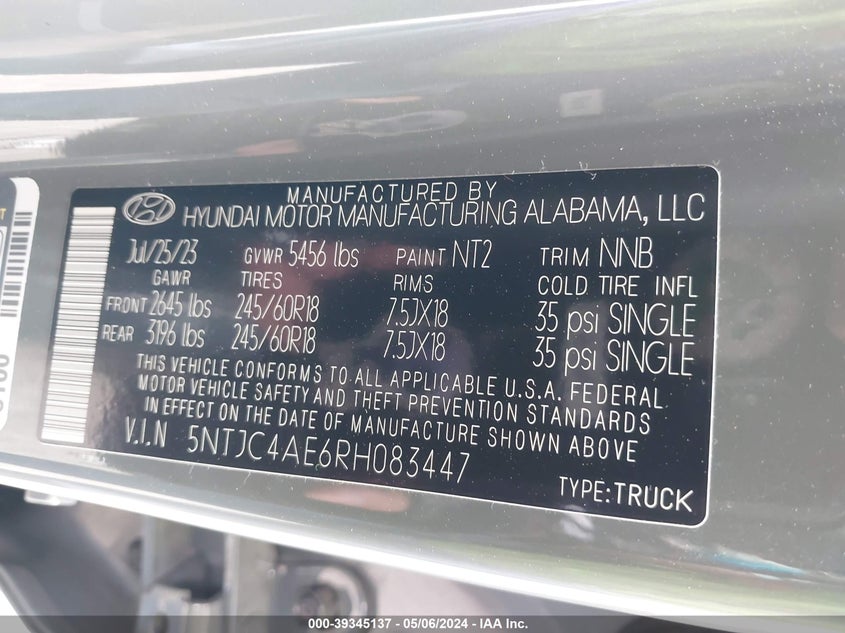 MANUFACTURED BY
HYUNDAI MOTOR MANUFACTURING ALABAMA, LLC
Jul/25/23 GVWR 5456 lbs PAINT NT2 TRIM NNB
GAWR TIRES RIMS COLD TIRE INFL
FRONT 2645 lbs 245/60R18 7.5JX18 35 psi SINGLE
REAR 3196 lbs 245/60R18 7.5JX18 35 psi SINGLE
THIS VEHICLE CONFORMS TO ALL APPLICABLE U.S.A. FEDERAL
MOTOR VEHICLE SAFETY AND THEFT PREVENTION STANDARDS
IN EFFECT ON THE DATE OF MANUFACTURE SHOWN ABOVE
V.I.N 5NTJC4AE6RH083447
TYPE:TRUCK
000-39345137 - 05/06/2024 - IAA Inc.